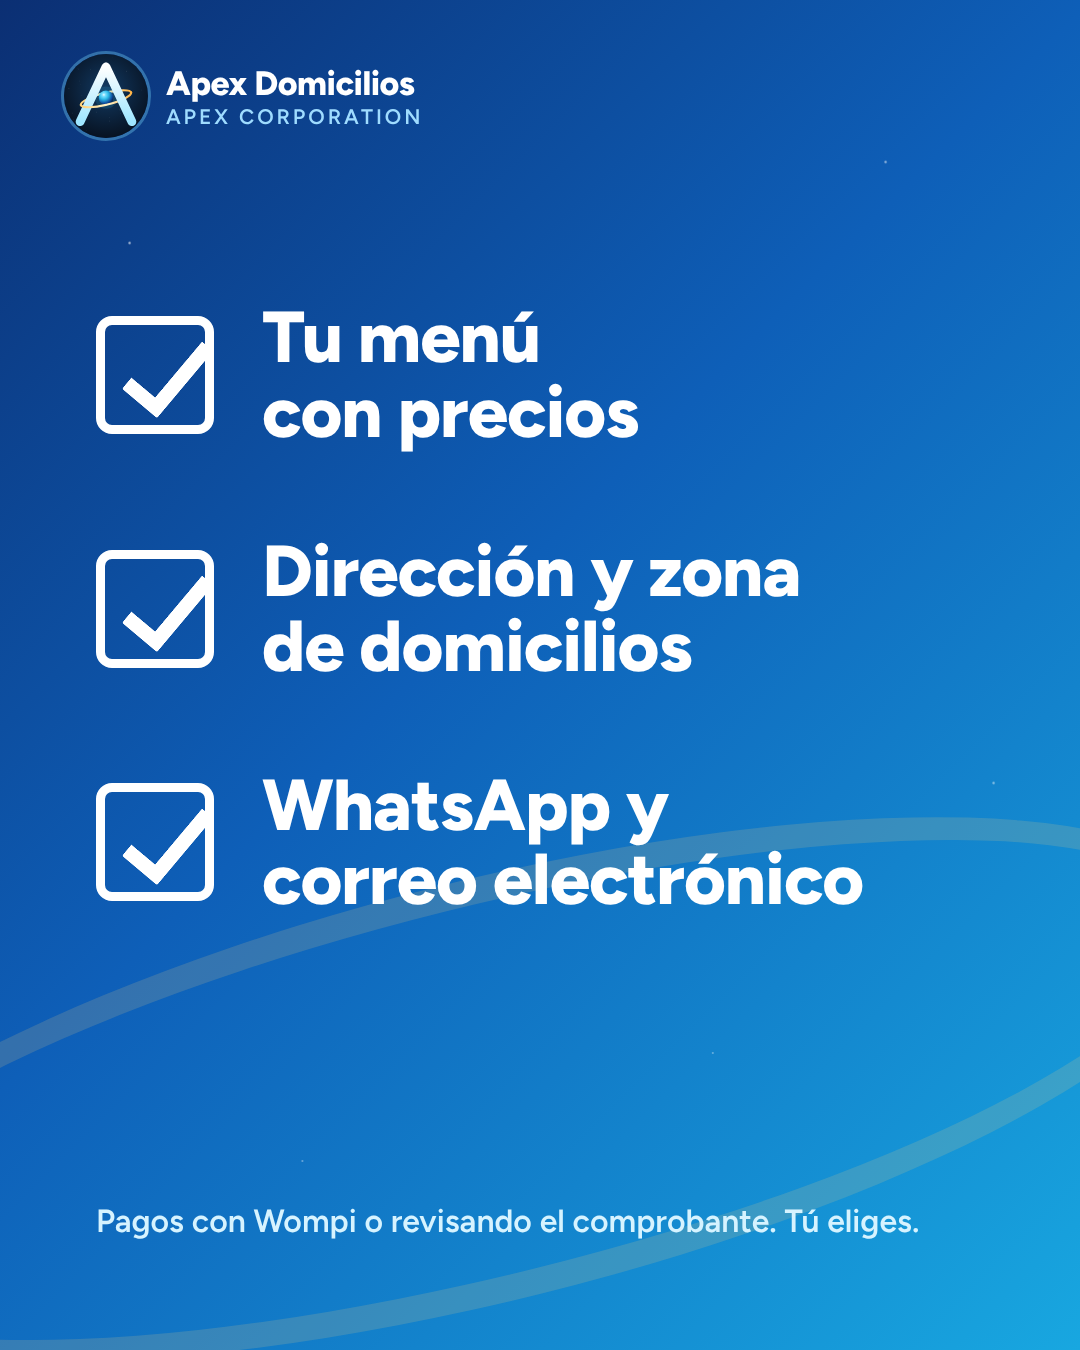 Apex Domicilios
APEX CORPORATION
Tu menú
con precios
Dirección y zona
de domicilios
WhatsApp y
correo electrónico
Pagos con Wompi o revisando el comprobante. Tú eliges.